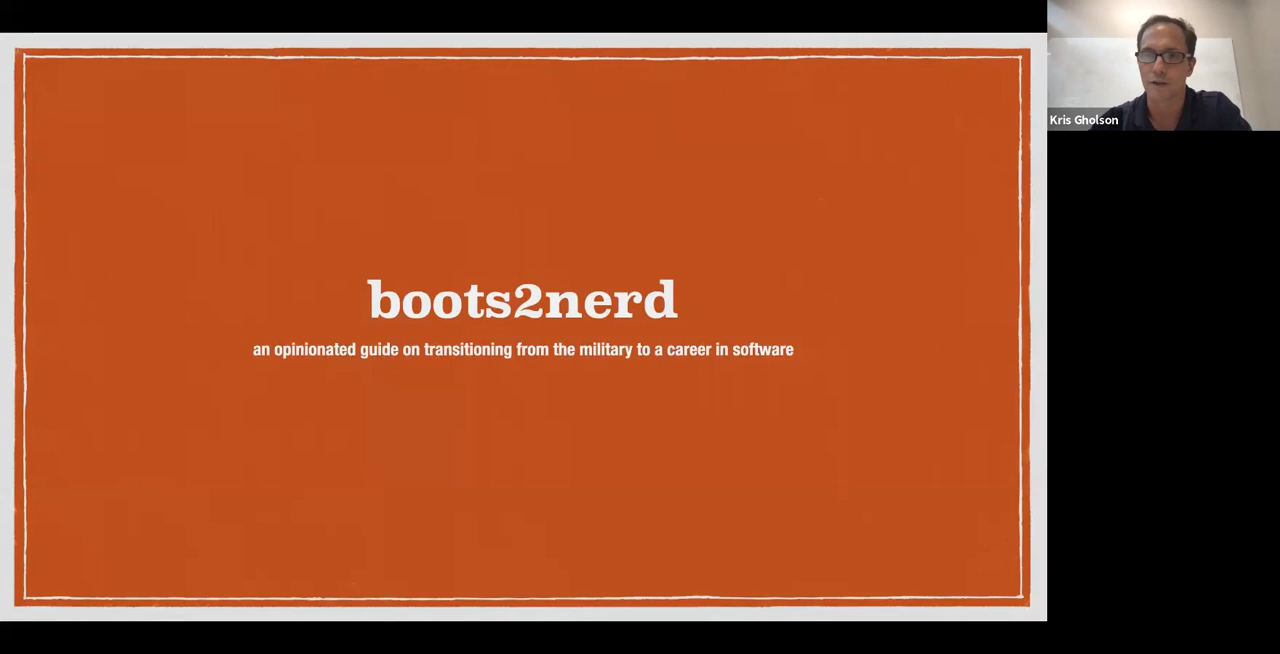 boots2nerd
an opinionated guide on transitioning from the military to a career in software
Kris Gholson